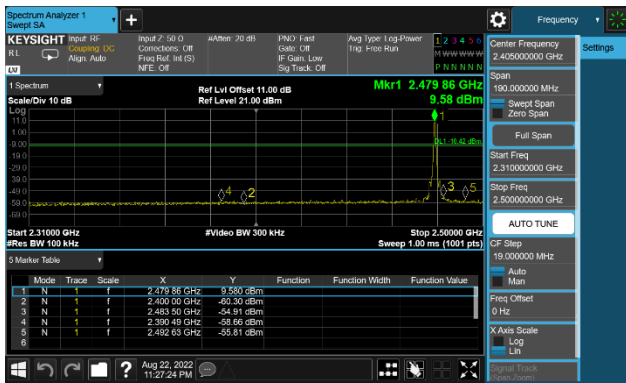 Spectrum Analyzer 1
Swept SA
Frequency
KEYSIGHT
RL
Input: RF
Coupling: DC
Align: Auto
Input Z: 50 Ω
Corrections: Off
Freq Ref: Int (S)
NFE: Off
#Atten: 20 dB
PNO: Fast
Gate: Off
IF Gain: Low
Sig Track: Off
Avg Type: Log-Power
Trig: Free Run
1 2 3 4 5 6
M W W W W W
P N N N N N
1 Spectrum
Scale/Div 10 dB
Ref Lvl Offset 11.00 dB
Ref Level 21.00 dBm
Mkr1 2.479 86 GHz
9.58 dBm
Log
11.0
1.00
-9.00
-19.0
-29.0
-39.0
-49.0
-59.0
-69.0
1
DL1 -10.42 dBm
4
2
3
5
Start 2.31000 GHz
#Res BW 100 kHz
#Video BW 300 kHz
Stop 2.50000 GHz
Sweep 1.00 ms (1001 pts)
5 Marker Table
Mode Trace Scale X Y Function Function Width Function Value
1 N 1 f 2.479 86 GHz 9.580 dBm
2 N 1 f 2.400 00 GHz -60.30 dBm
3 N 1 f 2.483 50 GHz -54.91 dBm
4 N 1 f 2.390 49 GHz -58.66 dBm
5 N 1 f 2.492 63 GHz -55.81 dBm
6
Aug 22, 2022
11:27:24 PM
Center Frequency
2.405000000 GHz
Settings
Span
190.000000 MHz
Swept Span
Zero Span
Full Span
Start Freq
2.310000000 GHz
Stop Freq
2.500000000 GHz
AUTO TUNE
CF Step
19.000000 MHz
Auto
Man
Freq Offset
0 Hz
X Axis Scale
Log
Lin
Signal Track
(Span Zoom)